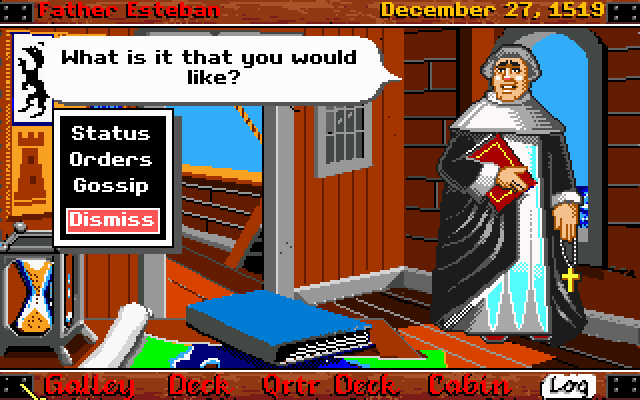 Father Esteban
December 27, 1519
What is it that you would
like?
Status
Orders
Gossip
Dismiss
Galley Deck Qrtr Deck Cabin Log